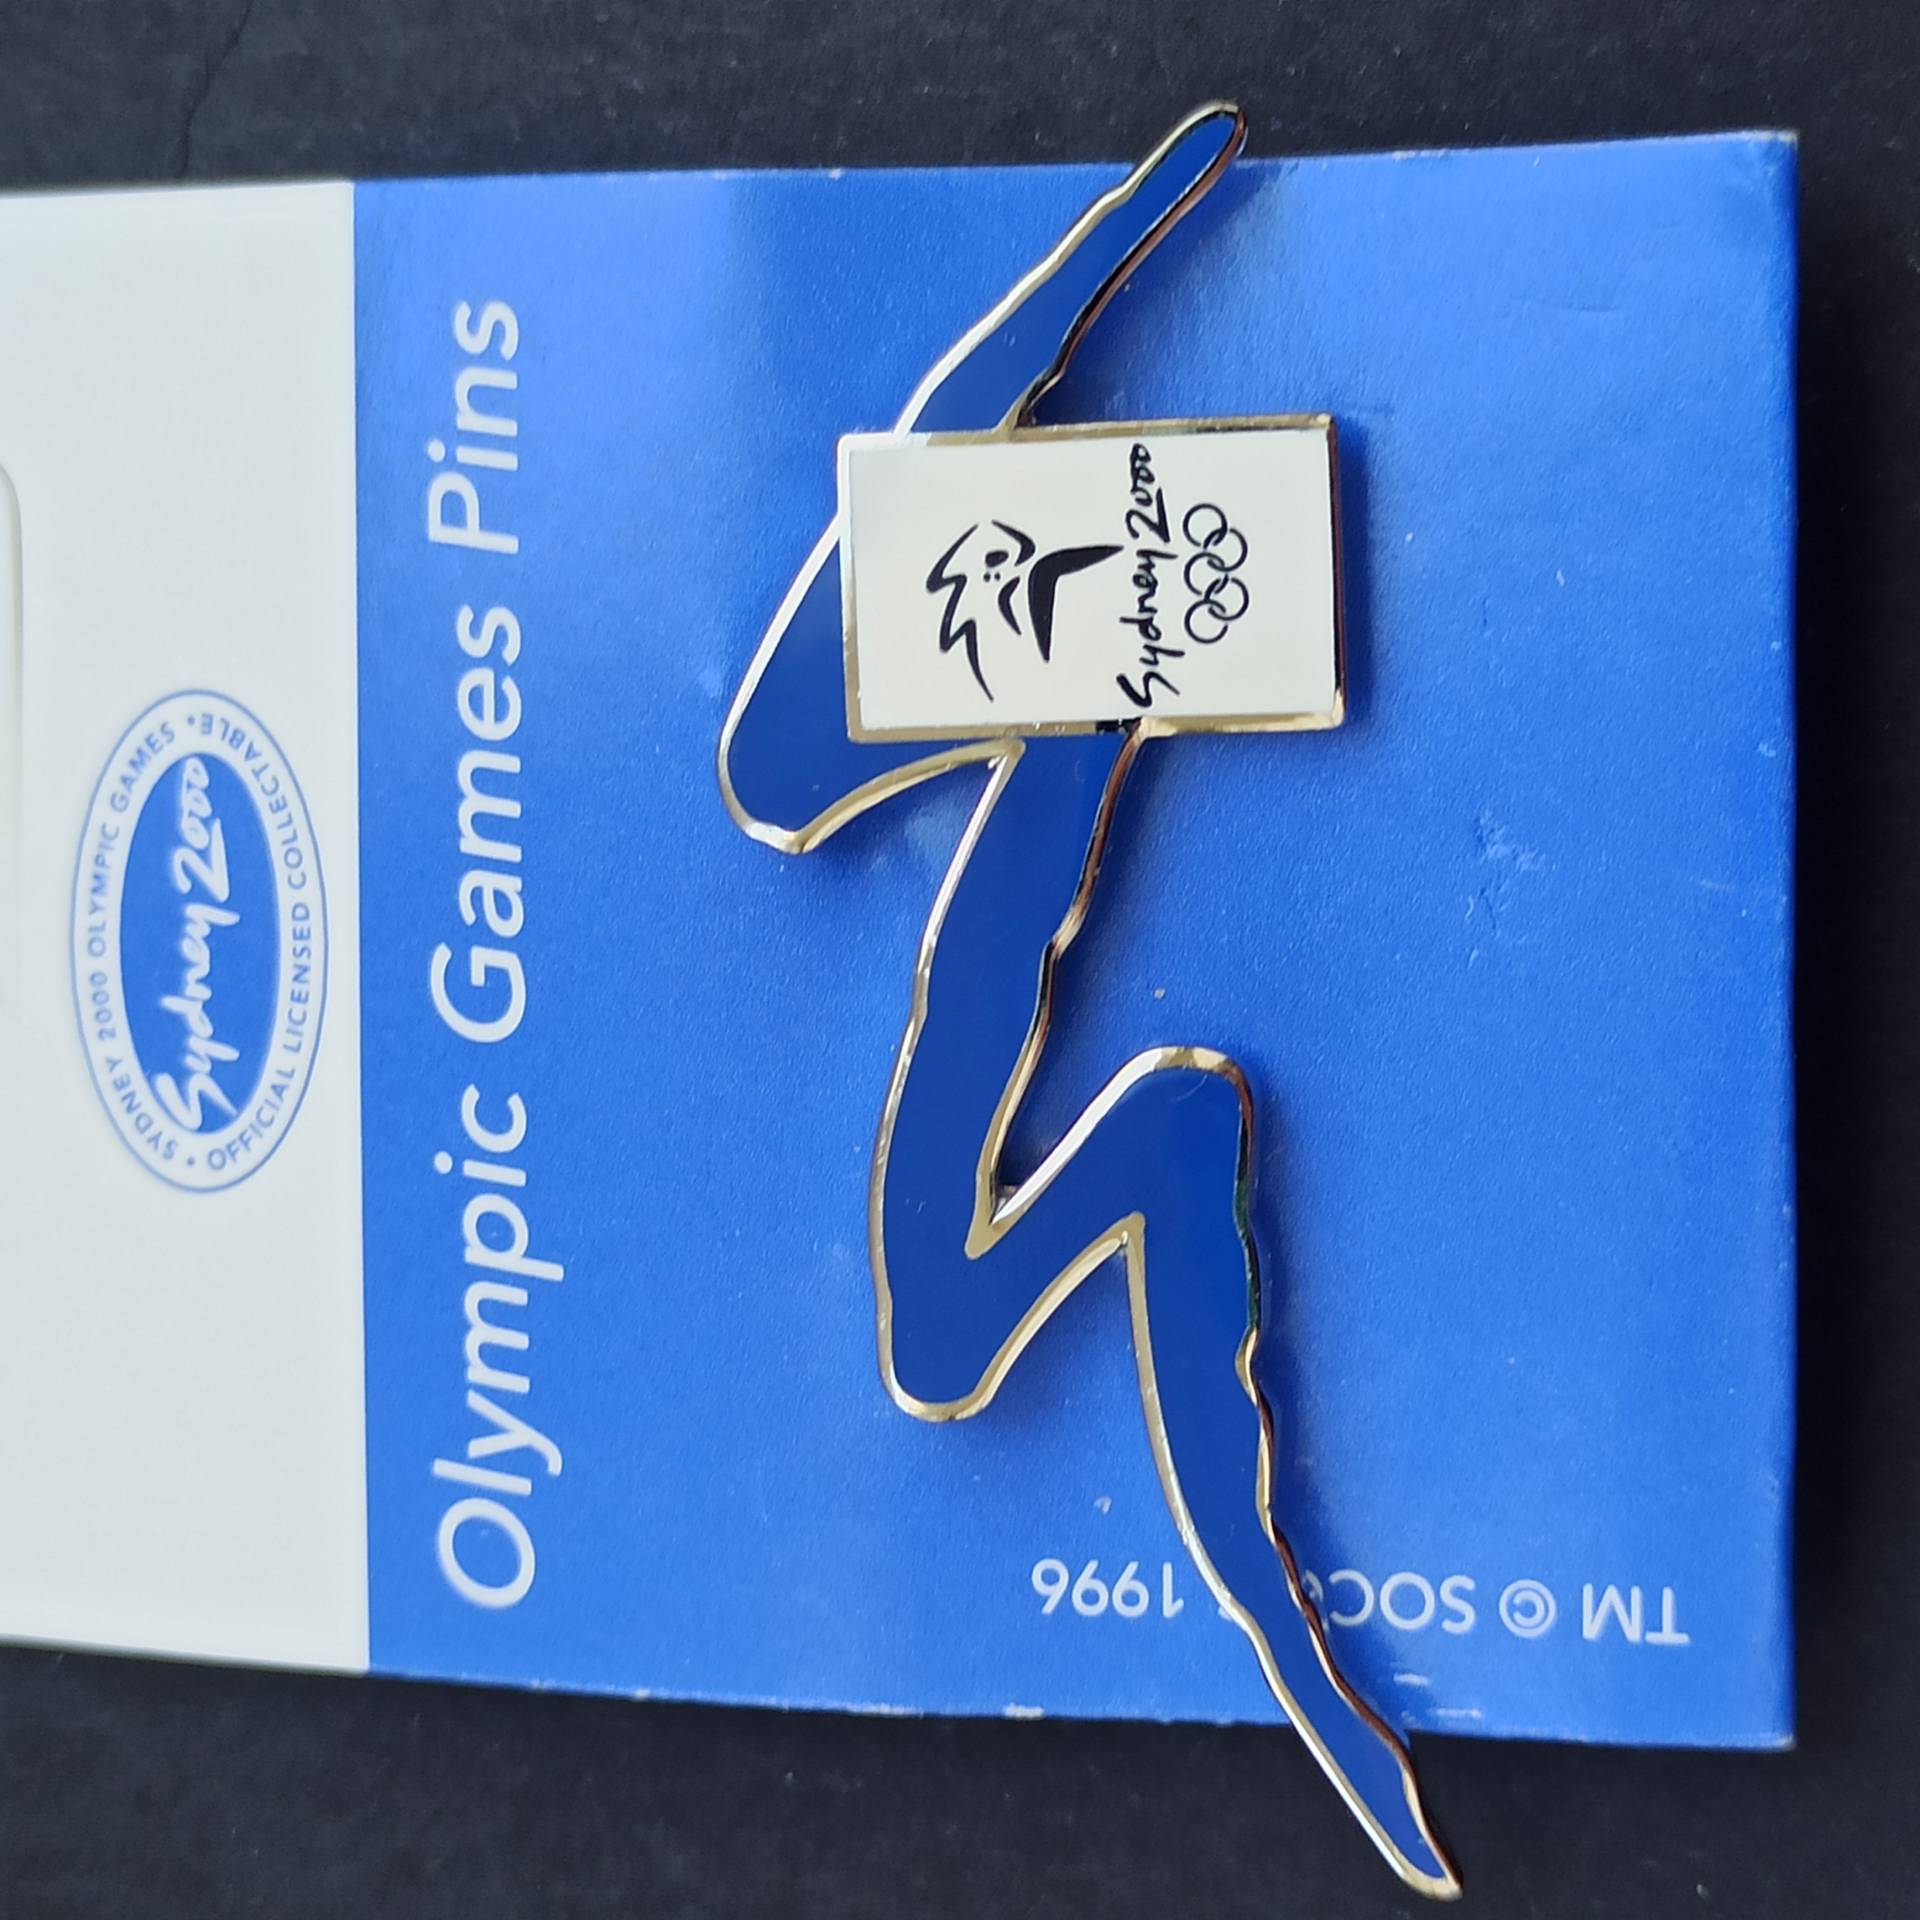 • SYDNEY 2000 OLYMPIC GAMES •
Sydney 2000
OFFICIAL LICENSED COLLECTABLE
Olympic Games Pins
Sydney 2000
TM © SOC 1996